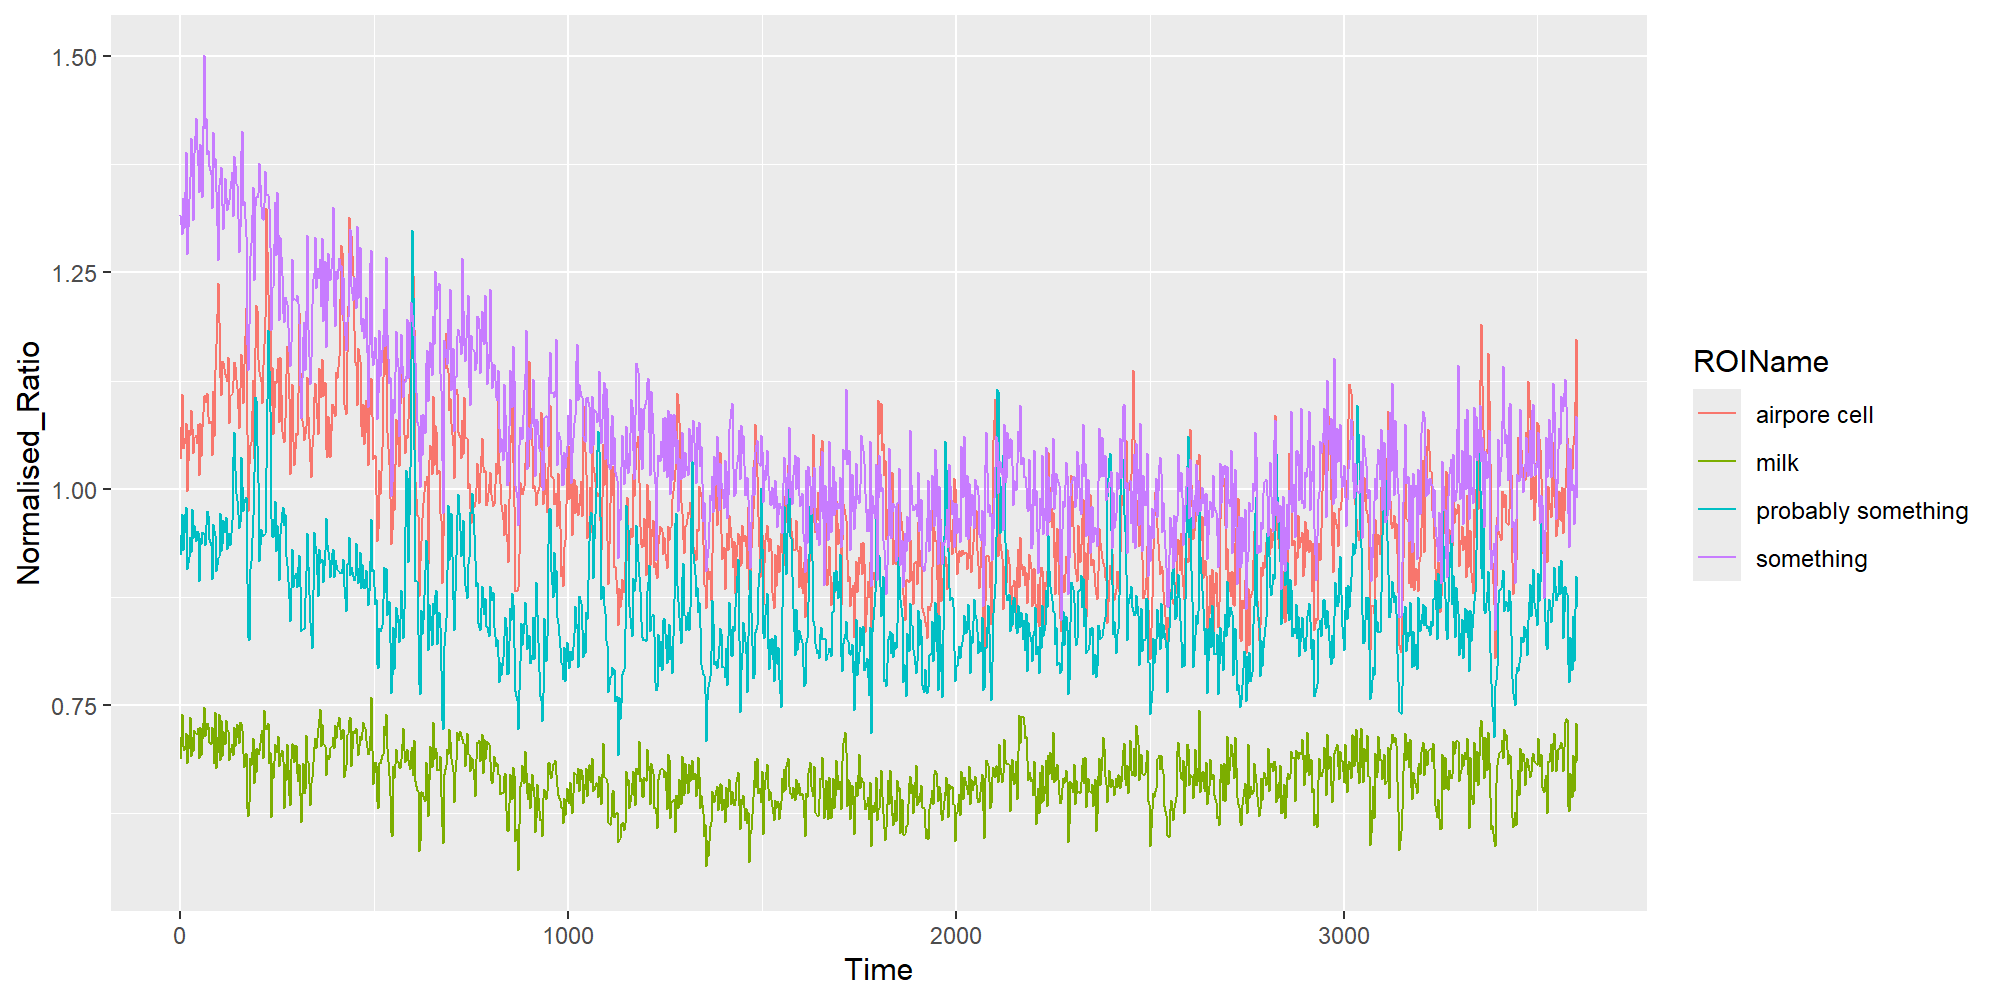 1.50
1.25
1.00
0.75
Normalised_Ratio
0
1000
2000
3000
Time
ROIName
airpore cell
milk
probably something
something